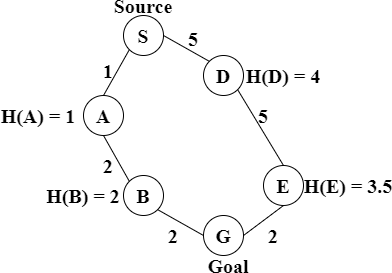 Source
S
5
D
H(D) = 4
1
H(A) = 1
A
5
2
H(B) = 2
B
E
H(E) = 3.5
2
G
2
Goal